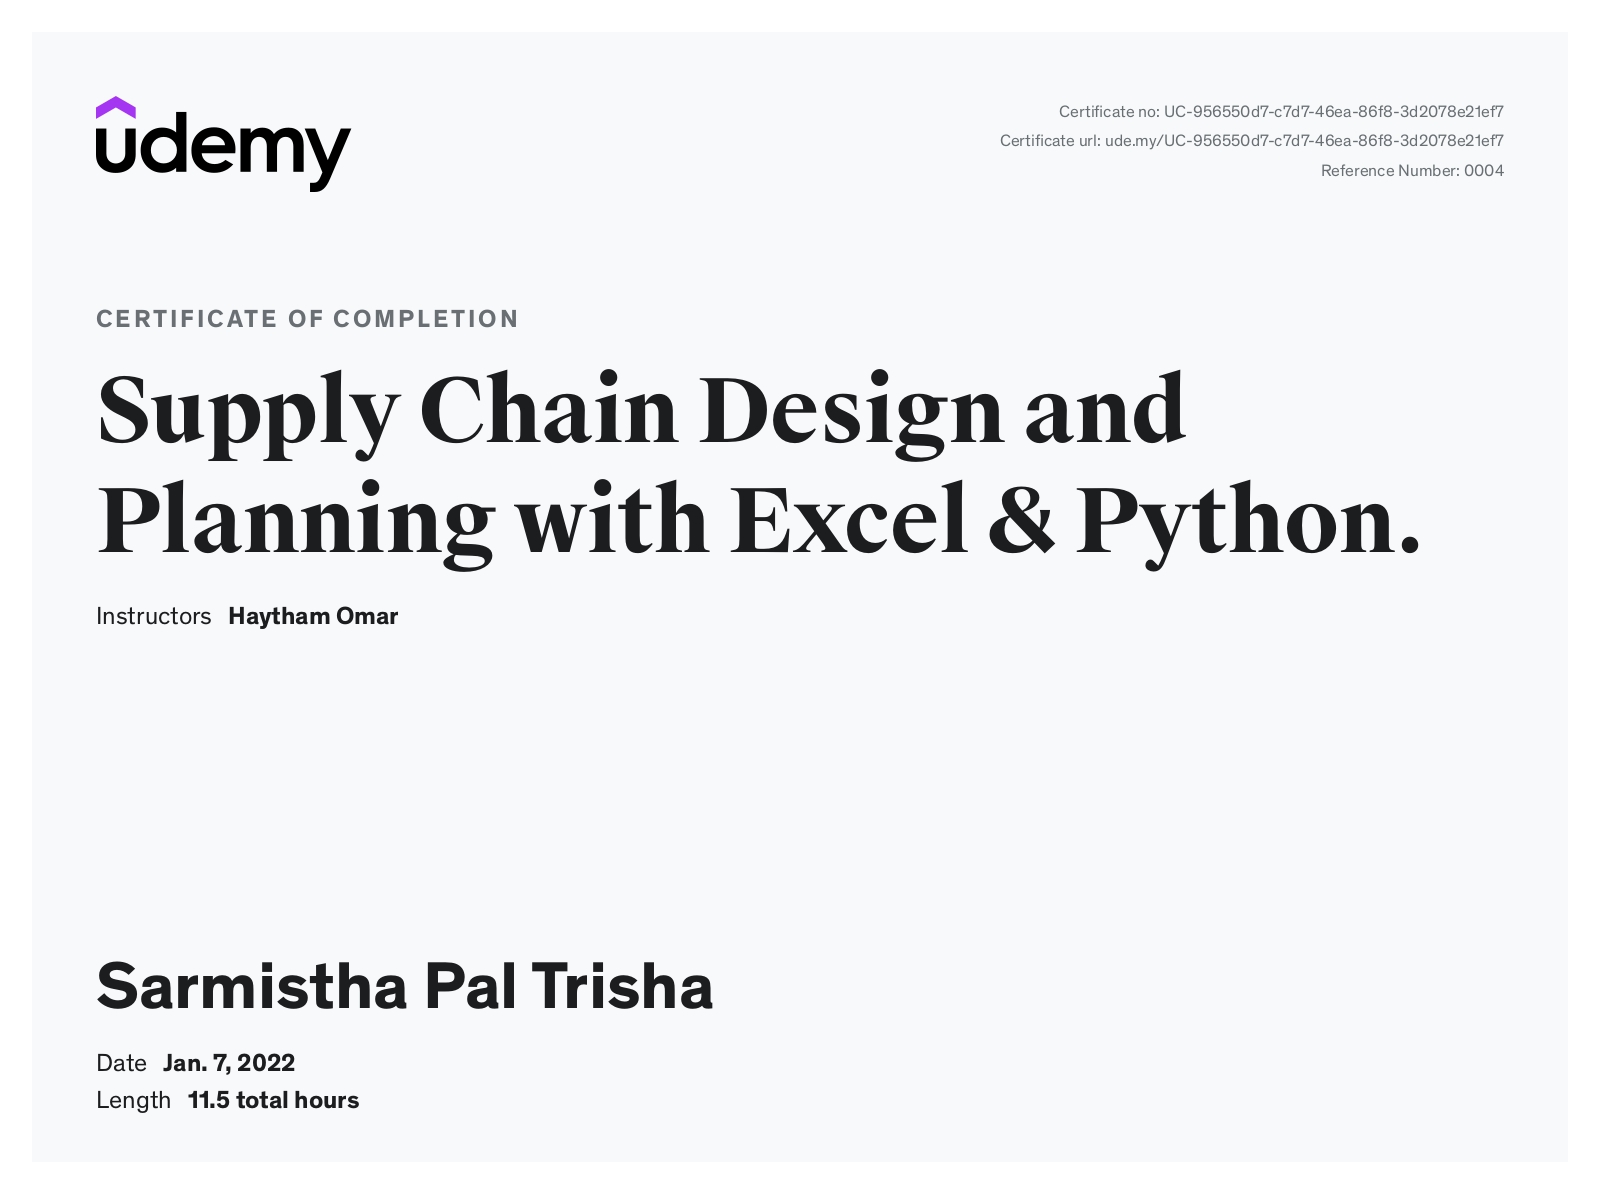 udemy
Certificate no: UC-956550d7-c7d7-46ea-86f8-3d2078e21ef7
Certificate url: ude.my/UC-956550d7-c7d7-46ea-86f8-3d2078e21ef7
Reference Number: 0004
CERTIFICATE OF COMPLETION
Supply Chain Design and
Planning with Excel & Python.
Instructors Haytham Omar
Sarmistha Pal Trisha
Date Jan. 7, 2022
Length 11.5 total hours